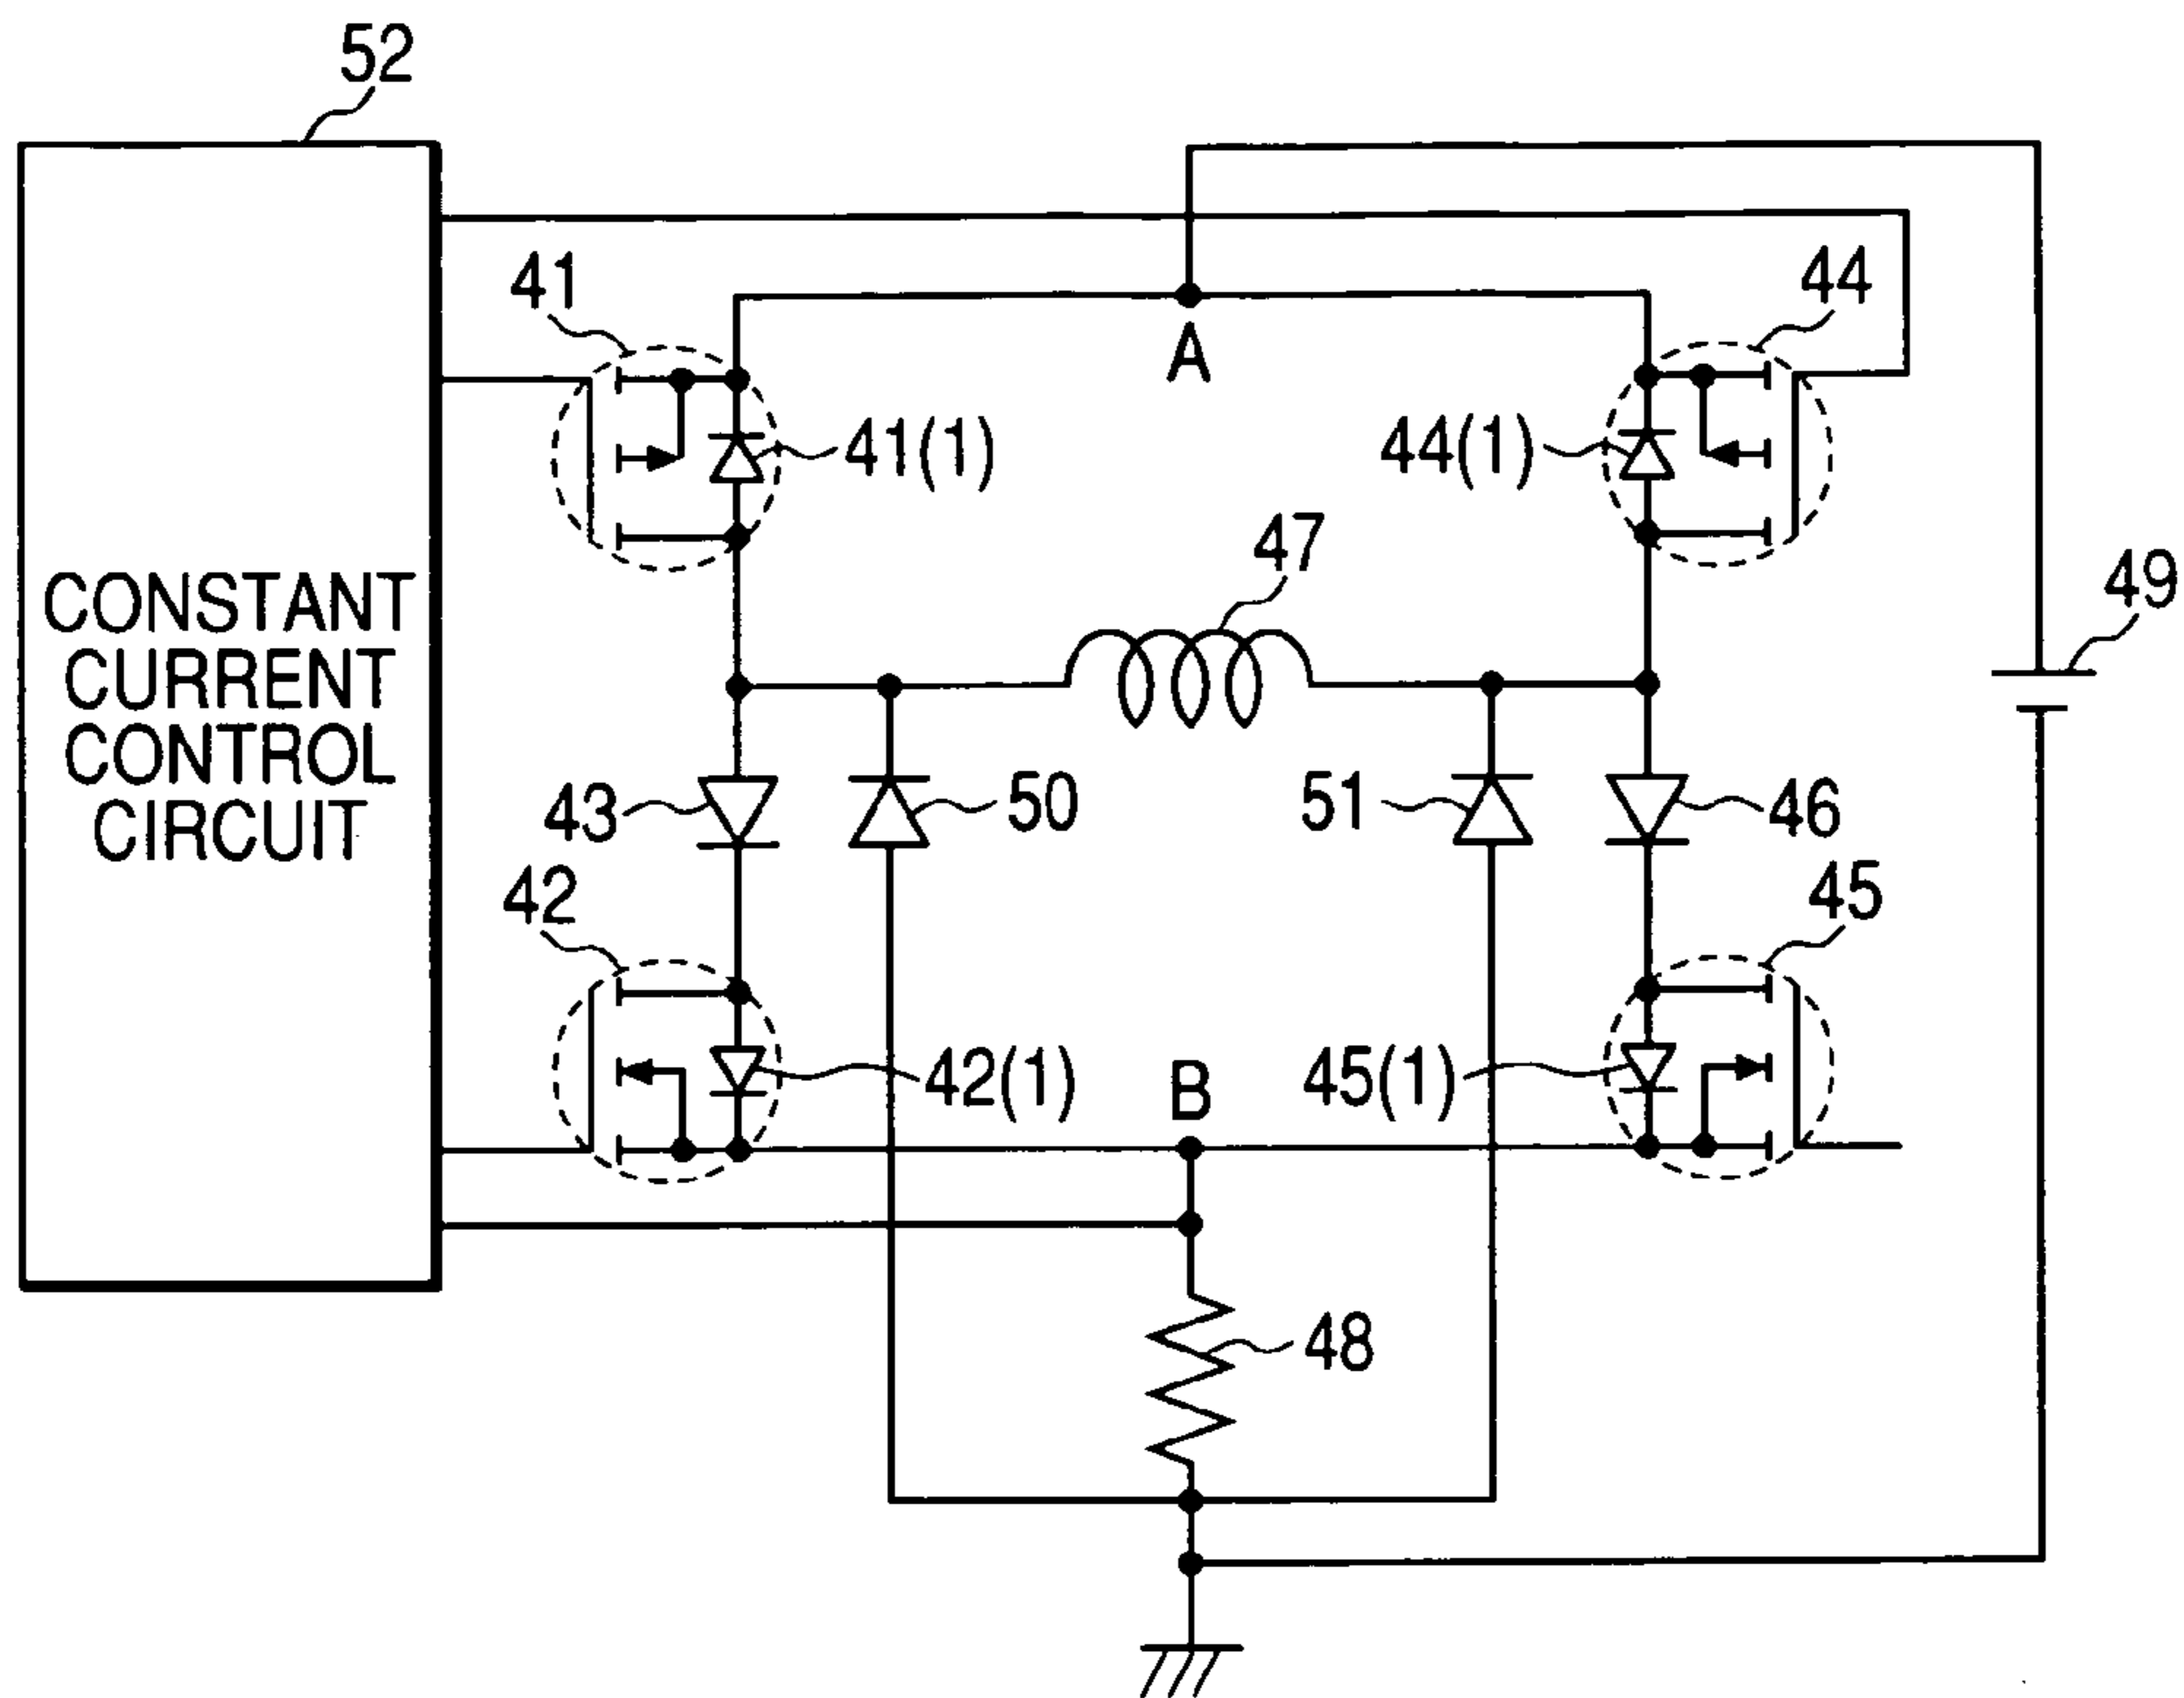 52
41
44
A
41(1)
44(1)
47
49
CONSTANT
CURRENT
CONTROL
CIRCUIT
43
50
51
46
42
45
42(1)
B
45(1)
48